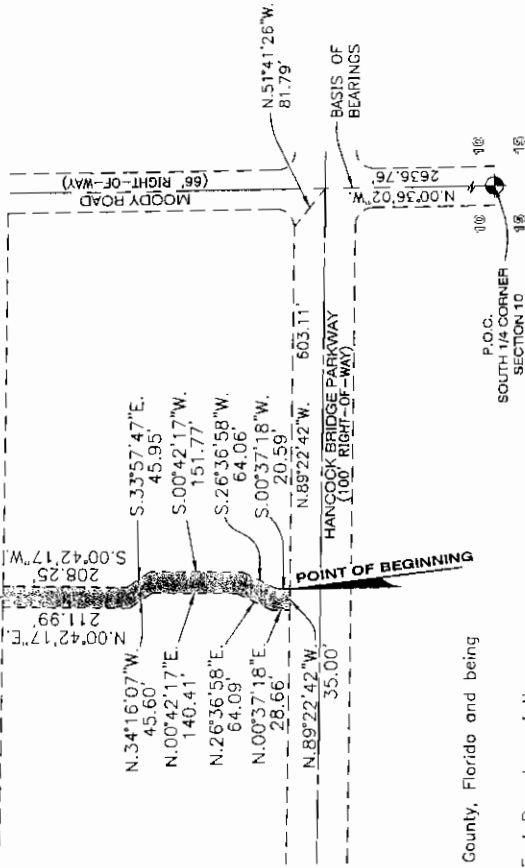 N.51°41'26"W.
81.79'
BASIS OF
BEARINGS
(66' RIGHT-OF-WAY)
MOODY ROAD
N.00°36'02"W.
2636.76
P.O.C.
SOUTH 1/4 CORNER
SECTION 10
603.11'
N.89°22'42"W.
HANCOCK BRIDGE PARKWAY
(100' RIGHT-OF-WAY)
S.00°42'17"W.
208.25'
211.99'
N.00°42'17"E.
S.33°57'47"E.
45.95'
S.00°42'17"W.
151.77'
S.26°36'58"W.
64.06'
S.00°37'18"W.
20.59'
N.34°16'07"W.
45.60'
N.00°42'17"E.
140.41'
N.26°36'58"E.
64.09'
N.00°37'18"E.
28.66'
N.89°22'42"W.
35.00'
POINT OF BEGINNING
County, Florida and being